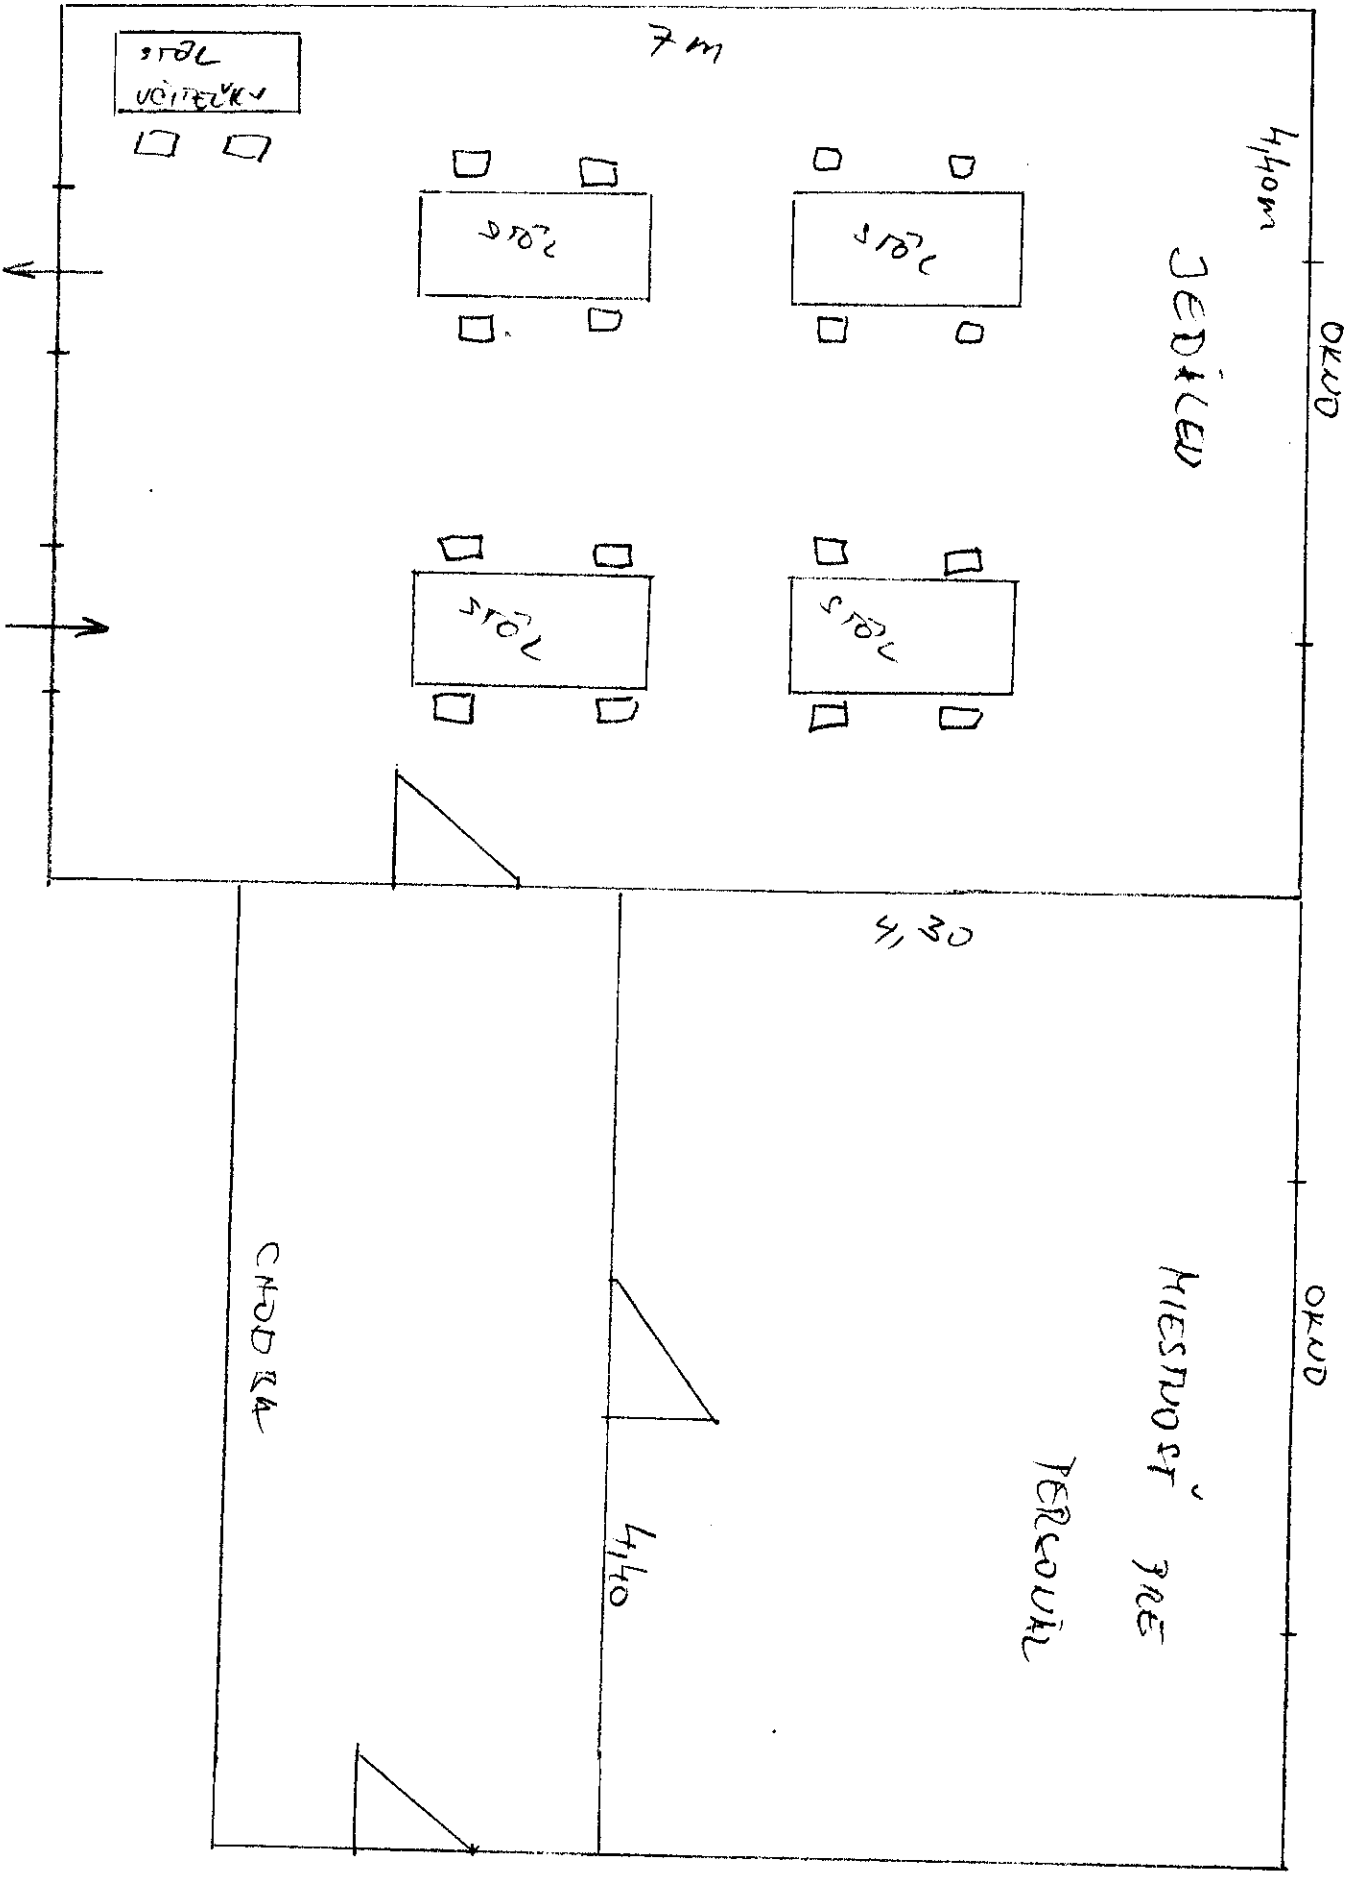 7 m
STÔL
UČITEĽKY
4,40m
STÔL
STÔL
JEDÁLEŇ
OKNO
STÔL
STÔL
4,30
CHODBA
MIESTNOSŤ PRE
PERSONÁL
OKNO
4,40